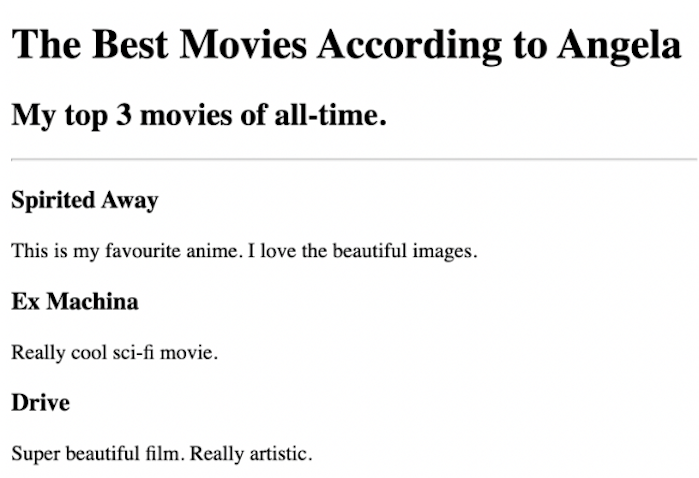 The Best Movies According to Angela
My top 3 movies of all-time.
Spirited Away
This is my favourite anime. I love the beautiful images.
Ex Machina
Really cool sci-fi movie.
Drive
Super beautiful film. Really artistic.